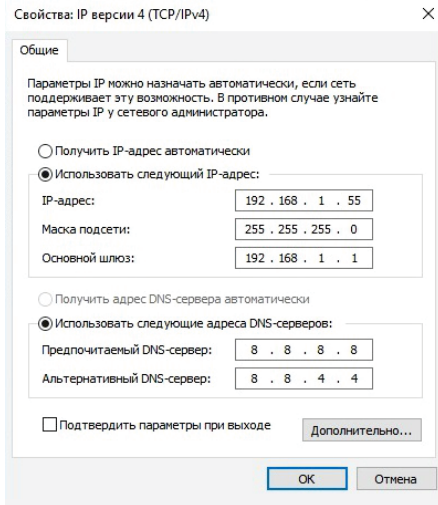 Свойства: IP версии 4 (TCP/IPv4)
Общие
Параметры IP можно назначать автоматически, если сеть
поддерживает эту возможность. В противном случае узнайте
параметры IP у сетевого администратора.
Получить IP-адрес автоматически
Использовать следующий IP-адрес:
IP-адрес: 192 . 168 . 1 . 55
Маска подсети: 255 . 255 . 255 . 0
Основной шлюз: 192 . 168 . 1 . 1
Получить адрес DNS-сервера автоматически
Использовать следующие адреса DNS-серверов:
Предпочитаемый DNS-сервер: 8 . 8 . 8 . 8
Альтернативный DNS-сервер: 8 . 8 . 4 . 4
Подтвердить параметры при выходе
Дополнительно...
ОК Отмена